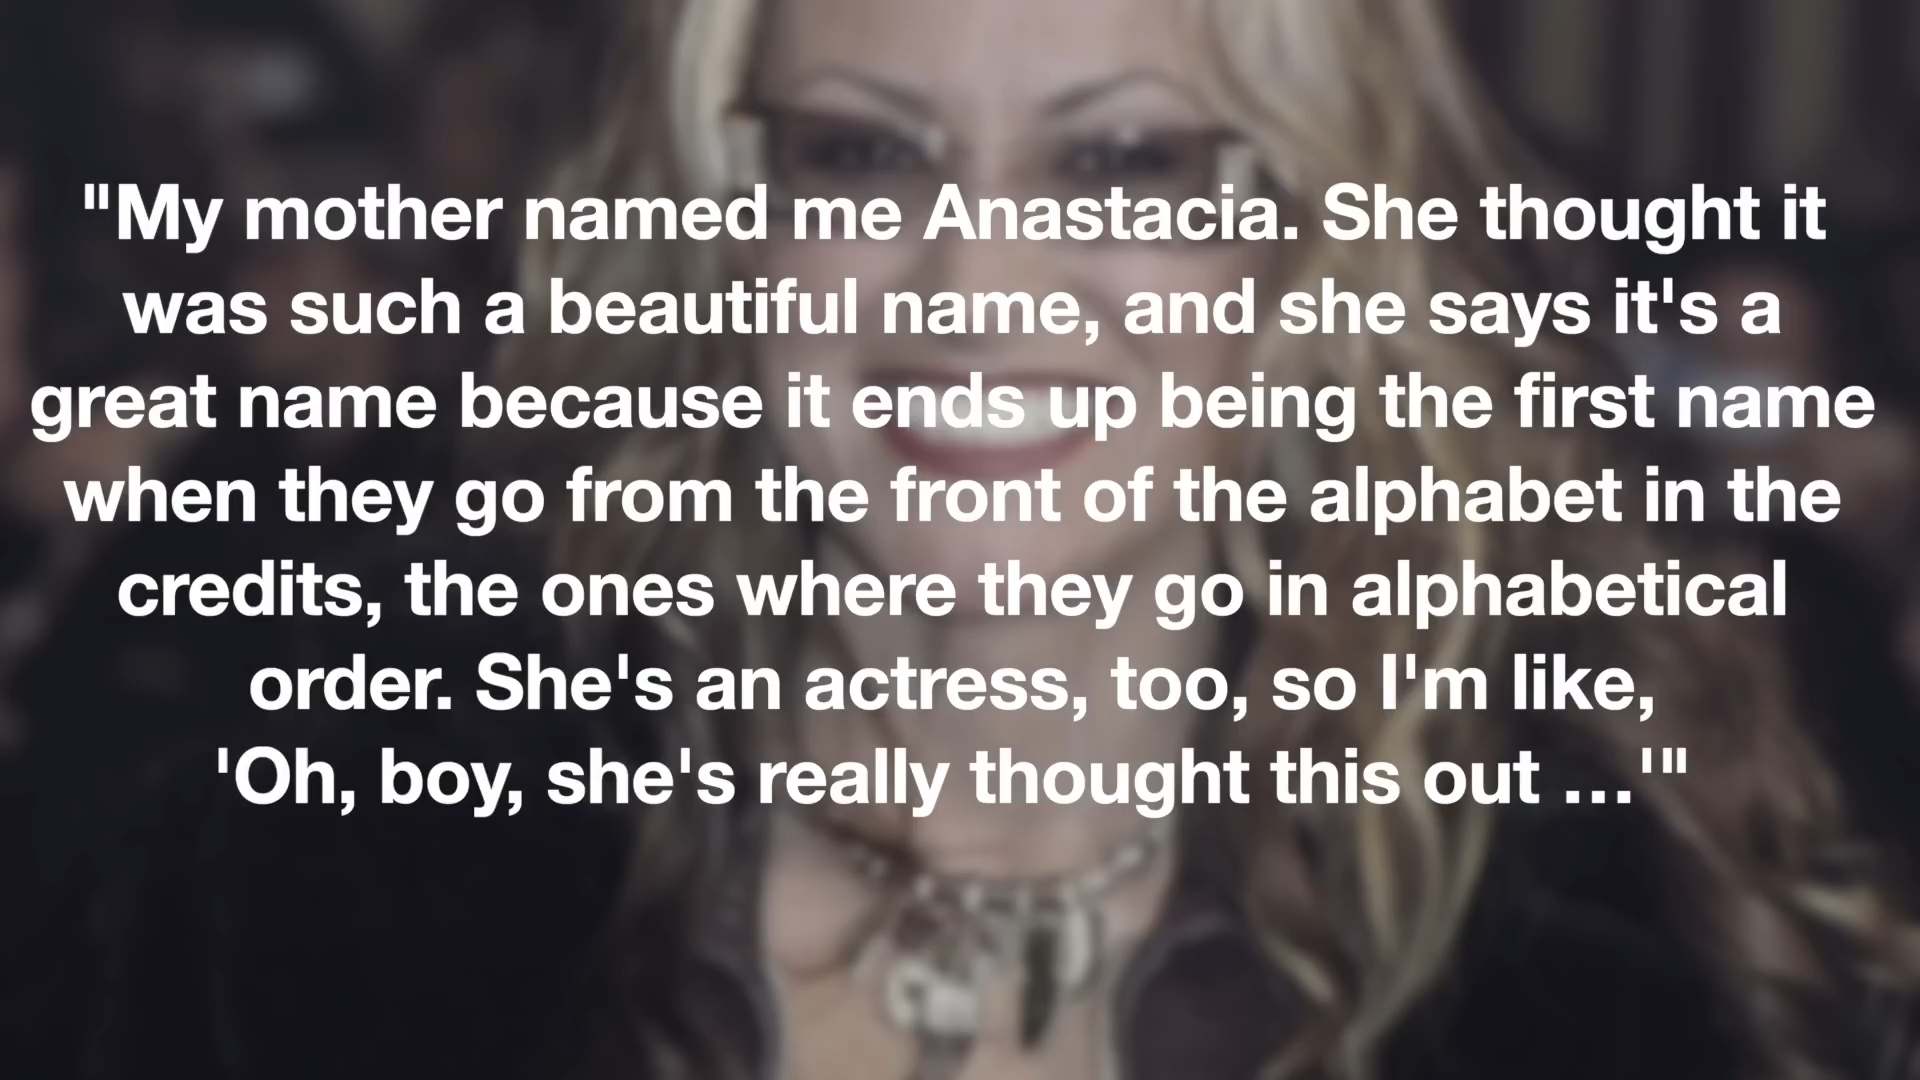 "My mother named me Anastacia. She thought it
was such a beautiful name, and she says it's a
great name because it ends up being the first name
when they go from the front of the alphabet in the
credits, the ones where they go in alphabetical
order. She's an actress, too, so I'm like,
'Oh, boy, she's really thought this out ...'"